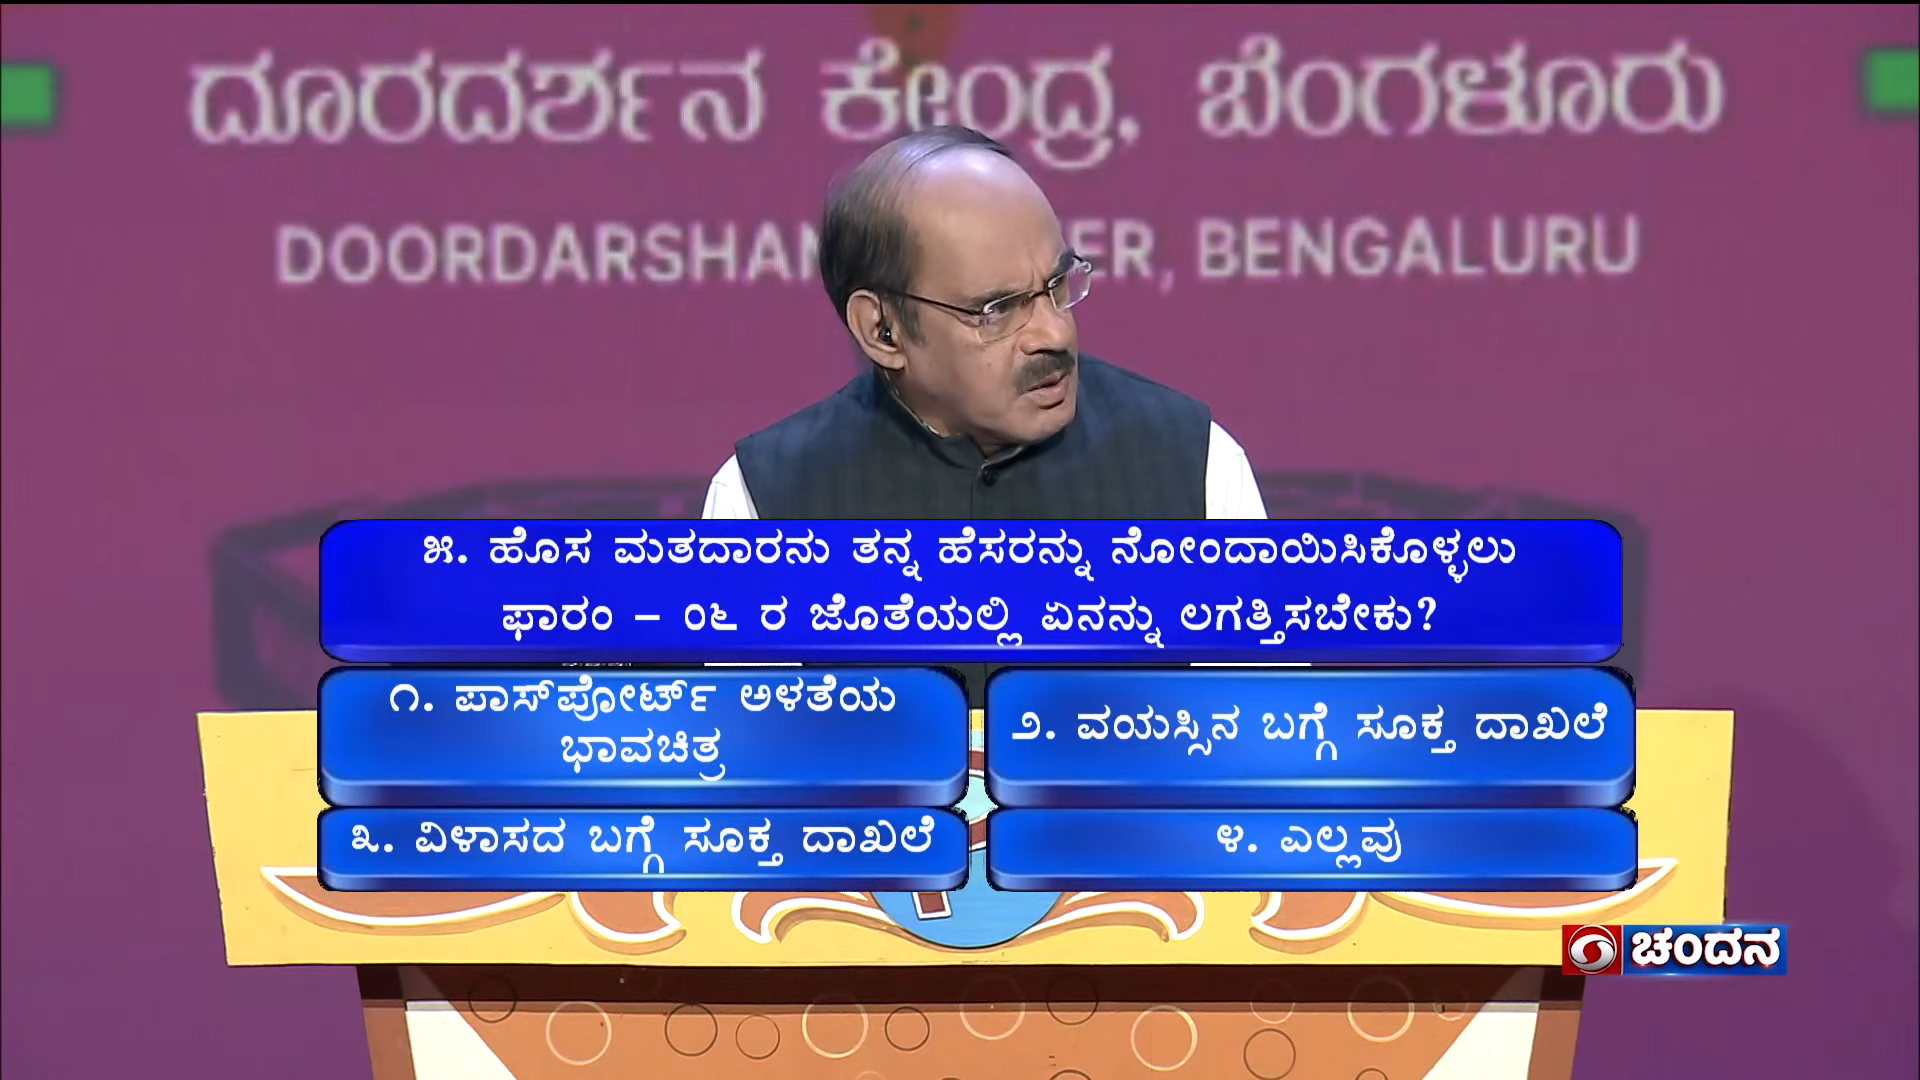 ದೂರದರ್ಶನ ಕೇಂದ್ರ, ಬೆಂಗಳೂರು
DOORDARSHAN ER, BENGALURU
೫. ಹೊಸ ಮತದಾರನು ತನ್ನ ಹೆಸರನ್ನು ನೋಂದಾಯಿಸಿಕೊಳ್ಳಲು
ಫಾರಂ – ೦೬ ರ ಜೊತೆಯಲ್ಲಿ ಏನನ್ನು ಲಗತ್ತಿಸಬೇಕು?
೧. ಪಾಸ್‌ಪೋರ್ಟ್ ಅಳತೆಯ
ಭಾವಚಿತ್ರ
೨. ವಯಸ್ಸಿನ ಬಗ್ಗೆ ಸೂಕ್ತ ದಾಖಲೆ
೩. ವಿಳಾಸದ ಬಗ್ಗೆ ಸೂಕ್ತ ದಾಖಲೆ
೪. ಎಲ್ಲವು
ಚಂದನ